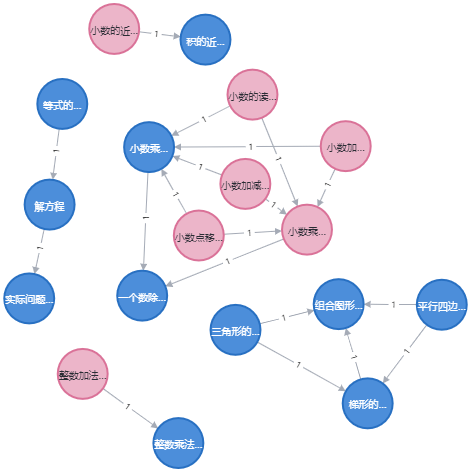 小数的近...
1
积的近...
等式的...
小数的读...
1
1
小数乘...
1
小数加...
1
1
小数加减...
1
1
1
解方程
1
小数点移...
1
小数乘...
1
1
1
实际问题...
一个数除...
组合图形...
1
平行四边...
三角形的...
1
1
1
1
整数加法...
梯形的...
1
整数乘法...